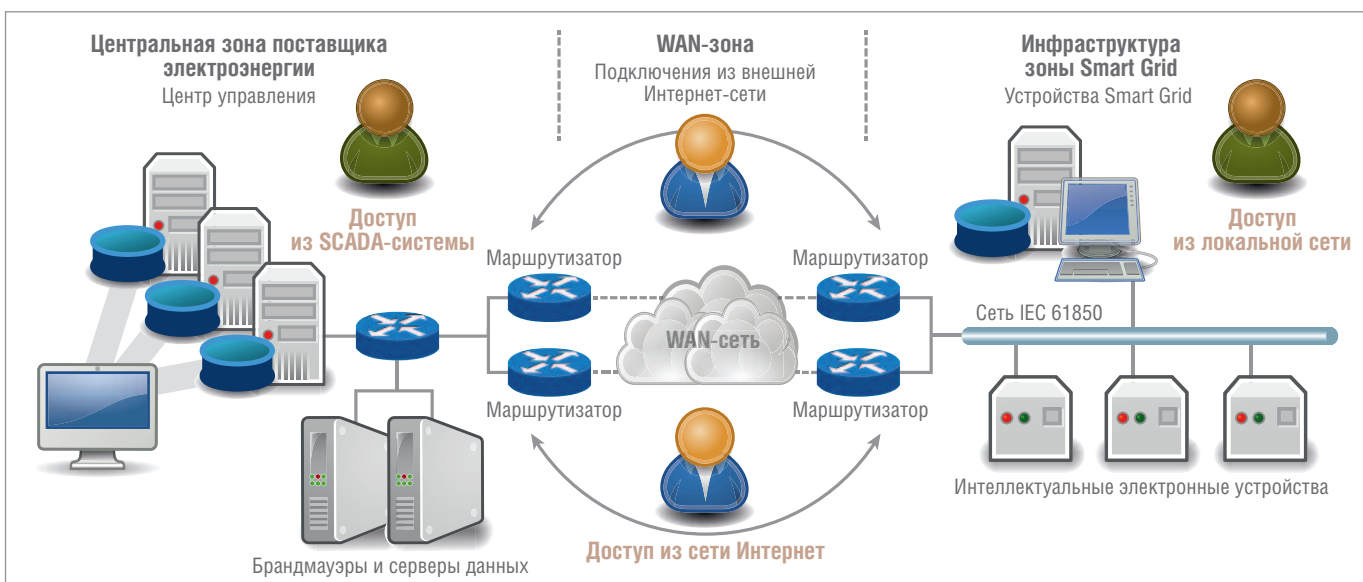 Центральная зона поставщика
электроэнергии
Центр управления
WAN-зона
Подключения из внешней
Интернет-сети
Инфраструктура
зоны Smart Grid
Устройства Smart Grid
Доступ
из SCADA-системы
Доступ
из локальной сети
Маршрутизатор
Маршрутизатор
Сеть IEC 61850
WAN-сеть
Маршрутизатор
Маршрутизатор
Интеллектуальные электронные устройства
Доступ из сети Интернет
Брандмауэры и серверы данных